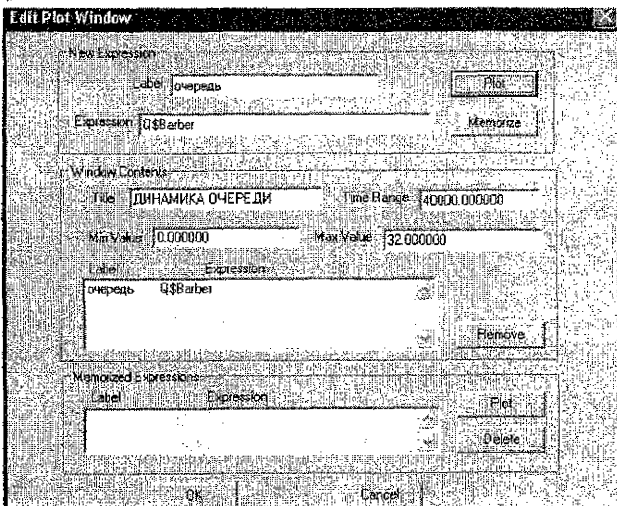 Edit Plot Window
New Expression
Label очередь
Plot
Expression Q$Barber
Memorize
Window Contents
Title ДИНАМИКА ОЧЕРЕДИ Time Range 40000.000000
Min Value 0.000000 Max Value 32.000000
Label Expression
очередь Q$Barber
Remove
Memorized Expressions
Label Expression
Plot
Delete
OK Cancel